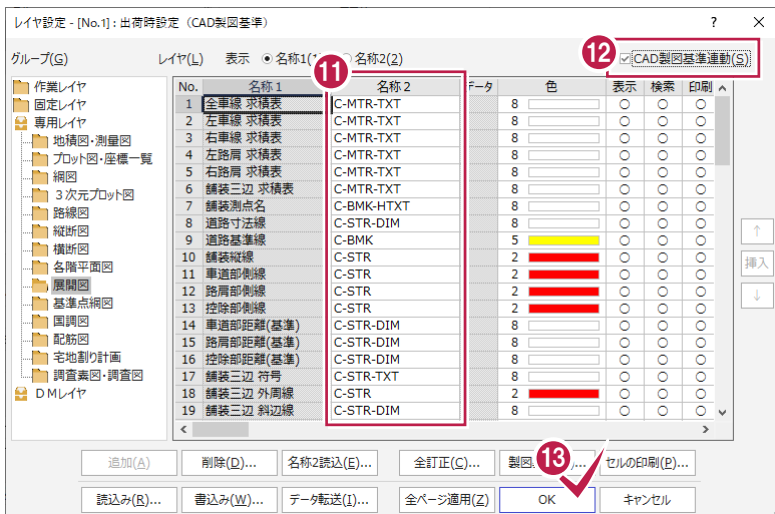 レイヤ設定 - [No.1] : 出荷時設定（CAD製図基準） ? ×
グループ(G) レイヤ(L) 表示 名称1(1) 名称2(2) CAD製図基準連動(S)
11
12
作業レイヤ
固定レイヤ
専用レイヤ
地積図・測量図
プロット図・座標一覧
網図
３次元プロット図
路線図
縦断図
横断図
各階平面図
展開図
基準点網図
国調図
配筋図
宅地割り計画
調査素図・調査図
ＤＭレイヤ
No. 名称１ 名称２ データ 色 表示 検索 印刷
1 全車線 求積表 C-MTR-TXT 8 ○ ○ ○
2 左車線 求積表 C-MTR-TXT 8 ○ ○ ○
3 右車線 求積表 C-MTR-TXT 8 ○ ○ ○
4 左路肩 求積表 C-MTR-TXT 8 ○ ○ ○
5 右路肩 求積表 C-MTR-TXT 8 ○ ○ ○
6 舗装三辺 求積表 C-MTR-TXT 8 ○ ○ ○
7 舗装測点名 C-BMK-HTXT 8 ○ ○ ○
8 道路寸法線 C-STR-DIM 8 ○ ○ ○
9 道路基準線 C-BMK 5 ○ ○ ○
10 舗装縦線 C-STR 2 ○ ○ ○
11 車道部側線 C-STR 2 ○ ○ ○
12 路肩部側線 C-STR 2 ○ ○ ○
13 控除部側線 C-STR 2 ○ ○ ○
14 車道部距離(基準) C-STR-DIM 8 ○ ○ ○
15 路肩部距離(基準) C-STR-DIM 8 ○ ○ ○
16 控除部距離(基準) C-STR-DIM 8 ○ ○ ○
17 舗装三辺 符号 C-STR-TXT 8 ○ ○ ○
18 舗装三辺 外周線 C-STR 2 ○ ○ ○
19 舗装三辺 斜辺線 C-STR-DIM 8 ○ ○ ○
↑
挿入
↓
追加(A) 削除(D)... 名称2読込(E)... 全訂正(C)... 製図 ... セルの印刷(P)...
13
読込み(R)... 書込み(W)... データ転送(I)... 全ページ適用(Z) OK キャンセル